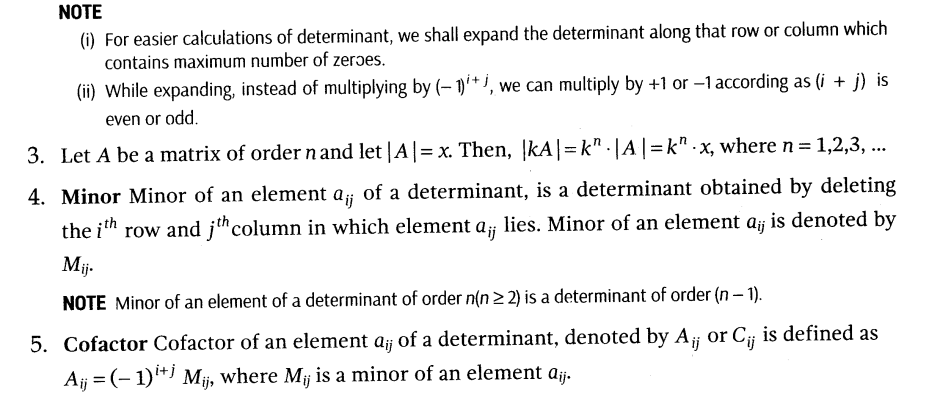 NOTE
(i) For easier calculations of determinant, we shall expand the determinant along that row or column which
contains maximum number of zeroes.
(ii) While expanding, instead of multiplying by (– 1)^{i + j}, we can multiply by +1 or –1 according as (i + j) is
even or odd.
3. Let A be a matrix of order n and let |A| = x. Then, |kA| = k^n · |A| = k^n · x, where n = 1,2,3, ...
4. Minor Minor of an element a_{ij} of a determinant, is a determinant obtained by deleting
the i^{th} row and j^{th} column in which element a_{ij} lies. Minor of an element a_{ij} is denoted by
M_{ij}.
NOTE Minor of an element of a determinant of order n(n ≥ 2) is a determinant of order (n – 1).
5. Cofactor Cofactor of an element a_{ij} of a determinant, denoted by A_{ij} or C_{ij} is defined as
A_{ij} = (– 1)^{i+j} M_{ij}, where M_{ij} is a minor of an element a_{ij}.